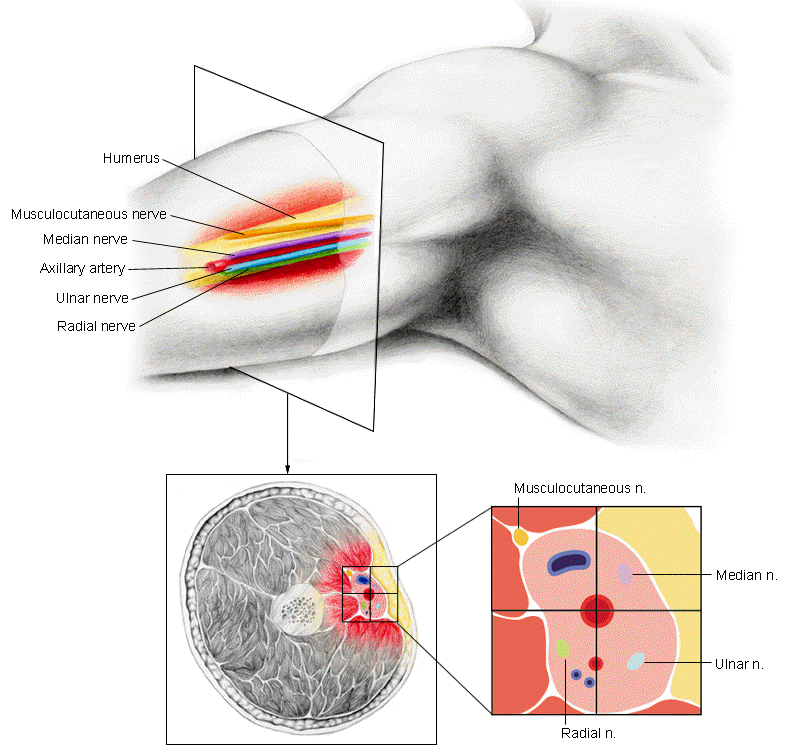 Humerus
Musculocutaneous nerve
Median nerve
Axillary artery
Ulnar nerve
Radial nerve
Musculocutaneous n.
Median n.
Ulnar n.
Radial n.